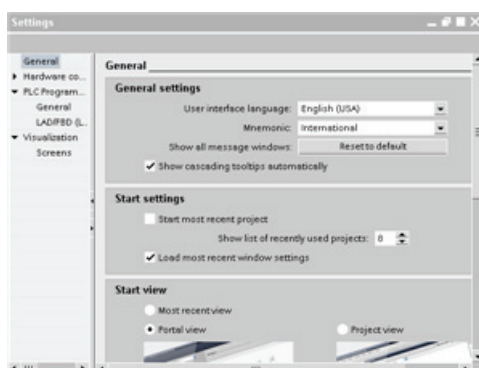 Settings
General
Hardware co...
PLC Program...
General
LAD/FBD (L...
Visualization
Screens
General
General settings
User interface language: English (USA)
Mnemonic: International
Show all message windows: Reset to default
Show cascading tooltips automatically
Start settings
Start most recent project
Show list of recently used projects: 8
Load most recent window settings
Start view
Most recent view
Portal view
Project view